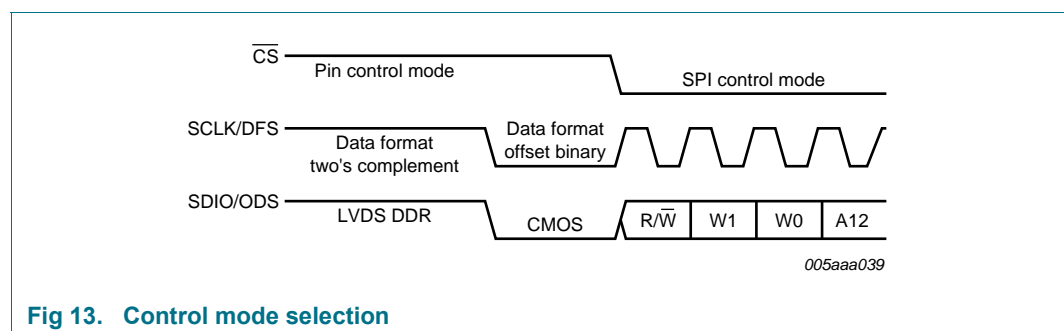 CS
Pin control mode
SPI control mode
SCLK/DFS
Data format
two's complement
Data format
offset binary
SDIO/ODS
LVDS DDR
CMOS
R/W̅
W1
W0
A12
005aaa039
Fig 13. Control mode selection